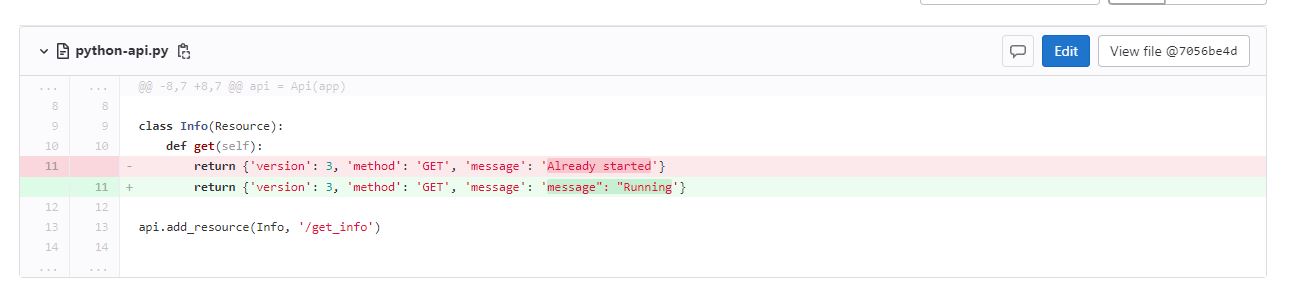 python-api.py Edit View file @7056be4d
... ... @@ -8,7 +8,7 @@ api = Api(app)
8 8
9 9 class Info(Resource):
10 10 def get(self):
11 - return {'version': 3, 'method': 'GET', 'message': 'Already started'}
11 + return {'version': 3, 'method': 'GET', 'message': 'message": "Running'}
12 12
13 13 api.add_resource(Info, '/get_info')
14 14
... ...